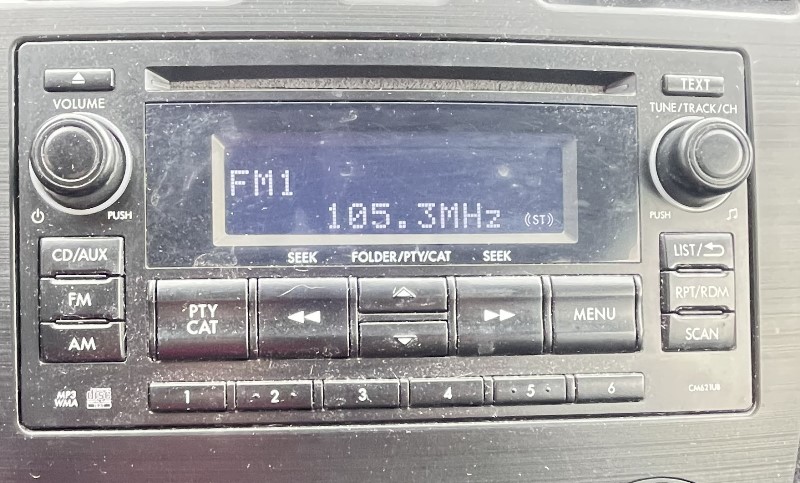 TEXT
VOLUME
TUNE/TRACK/CH
FM1
105.3MHz (ST)
PUSH
PUSH
SEEK FOLDER/PTY/CAT SEEK
CD/AUX
LIST/
FM
PTY
CAT
MENU
RPT/RDM
AM
SCAN
1 2 3 4 5 6
MP3
WMA
CM621UB